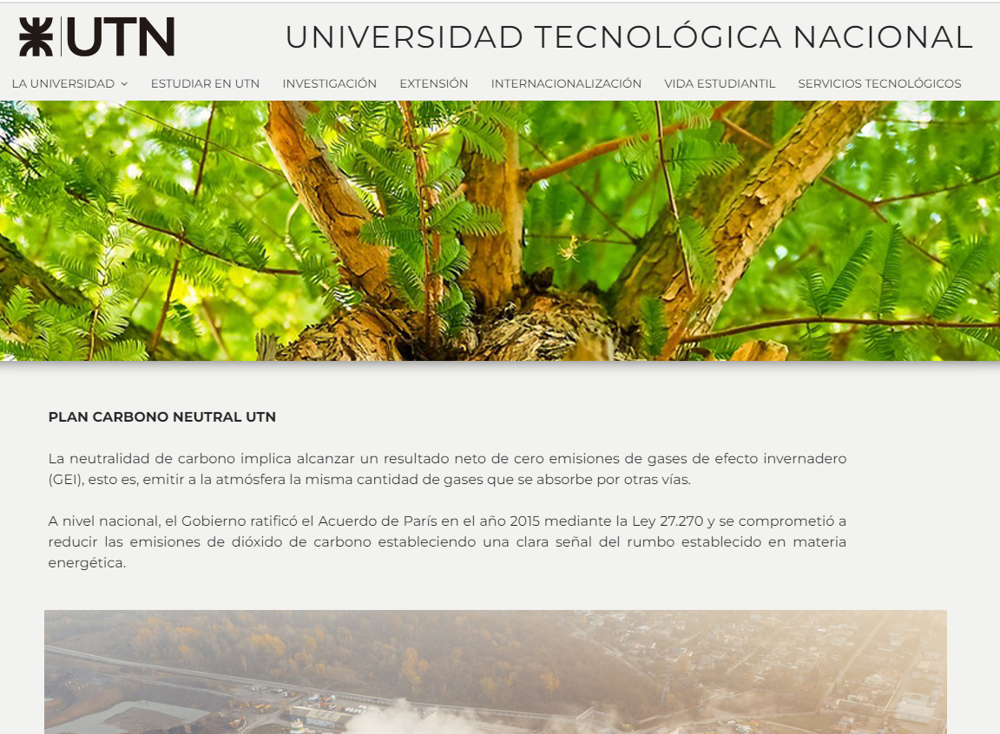 UTN
UNIVERSIDAD TECNOLÓGICA NACIONAL
LA UNIVERSIDAD
ESTUDIAR EN UTN
INVESTIGACIÓN
EXTENSIÓN
INTERNACIONALIZACIÓN
VIDA ESTUDIANTIL
SERVICIOS TECNOLÓGICOS
PLAN CARBONO NEUTRAL UTN
La neutralidad de carbono implica alcanzar un resultado neto de cero emisiones de gases de efecto invernadero
(GEI), esto es, emitir a la atmósfera la misma cantidad de gases que se absorbe por otras vías.
A nivel nacional, el Gobierno ratificó el Acuerdo de París en el año 2015 mediante la Ley 27.270 y se comprometió a
reducir las emisiones de dióxido de carbono estableciendo una clara señal del rumbo establecido en materia
energética.